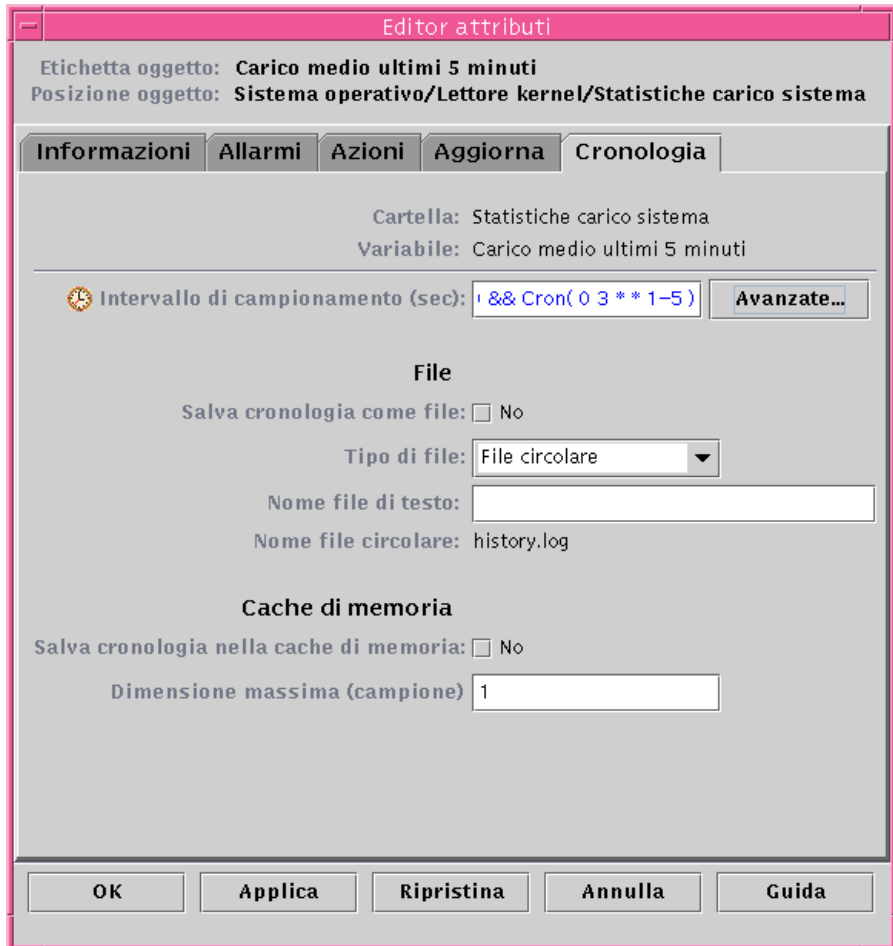 Editor attributi
Etichetta oggetto: Carico medio ultimi 5 minuti
Posizione oggetto: Sistema operativo/Lettore kernel/Statistiche carico sistema
Informazioni Allarmi Azioni Aggiorna Cronologia
Cartella: Statistiche carico sistema
Variabile: Carico medio ultimi 5 minuti
Intervallo di campionamento (sec): && Cron( 0 3 * * 1-5 ) Avanzate...
File
Salva cronologia come file: No
Tipo di file: File circolare
Nome file di testo:
Nome file circolare: history.log
Cache di memoria
Salva cronologia nella cache di memoria: No
Dimensione massima (campione) 1
OK Applica Ripristina Annulla Guida